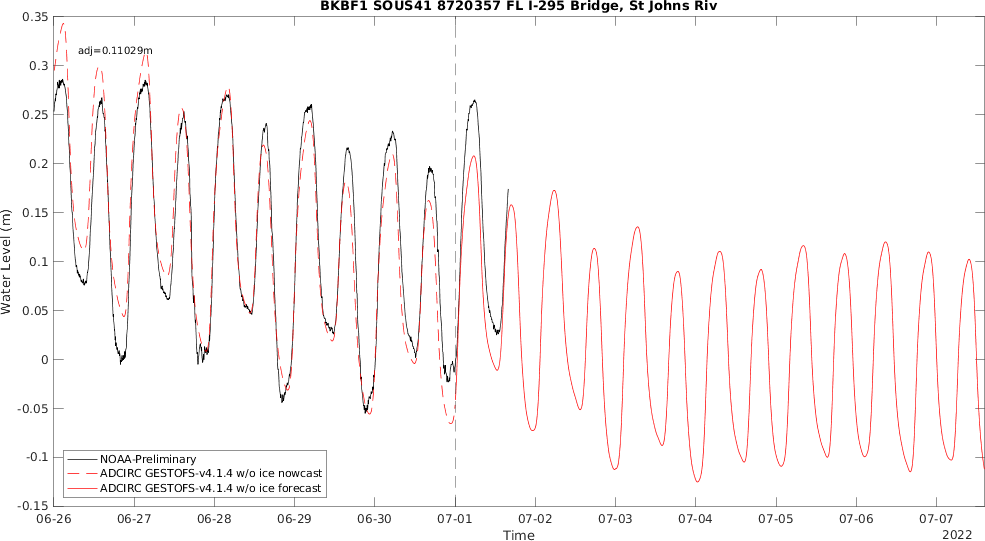 BKBF1 SOUS41 8720357 FL I-295 Bridge, St Johns Riv
adj=0.11029m
0.35
0.3
0.25
0.2
0.15
0.1
0.05
0
-0.05
-0.1
-0.15
Water Level (m)
NOAA-Preliminary
ADCIRC GESTOFS-v4.1.4 w/o ice nowcast
ADCIRC GESTOFS-v4.1.4 w/o ice forecast
06-26 06-27 06-28 06-29 06-30 07-01 07-02 07-03 07-04 07-05 07-06 07-07
Time
2022